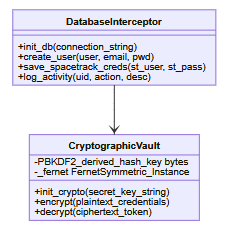 DatabaseInterceptor
+init_db(connection_string)
+create_user(user, email, pwd)
+save_spacetrack_creds(st_user, st_pass)
+log_activity(uid, action, desc)
CryptographicVault
-PBKDF2_derived_hash_key bytes
-_fernet FernetSymmetric_Instance
+init_crypto(secret_key_string)
+encrypt(plaintext_credentials)
+decrypt(ciphertext_token)